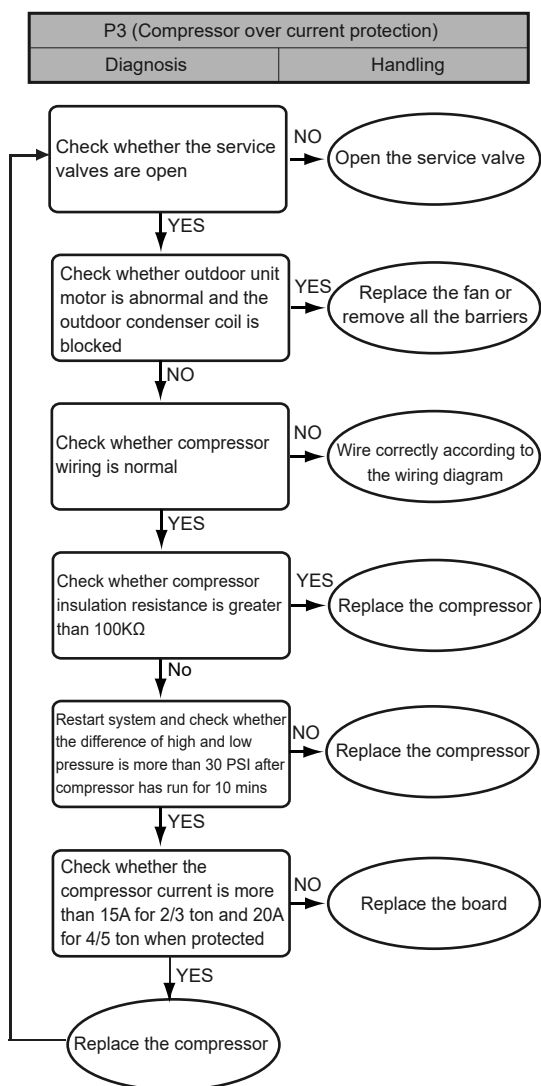 P3 (Compressor over current protection)
Diagnosis
Handling
Check whether the service
valves are open
NO
Open the service valve
YES
Check whether outdoor unit
motor is abnormal and the
outdoor condenser coil is
blocked
YES
Replace the fan or
remove all the barriers
NO
Check whether compressor
wiring is normal
NO
Wire correctly according to
the wiring diagram
YES
Check whether compressor
insulation resistance is greater
than 100KΩ
YES
Replace the compressor
No
Restart system and check whether
the difference of high and low
pressure is more than 30 PSI after
compressor has run for 10 mins
NO
Replace the compressor
YES
Check whether the
compressor current is more
than 15A for 2/3 ton and 20A
for 4/5 ton when protected
NO
Replace the board
YES
Replace the compressor